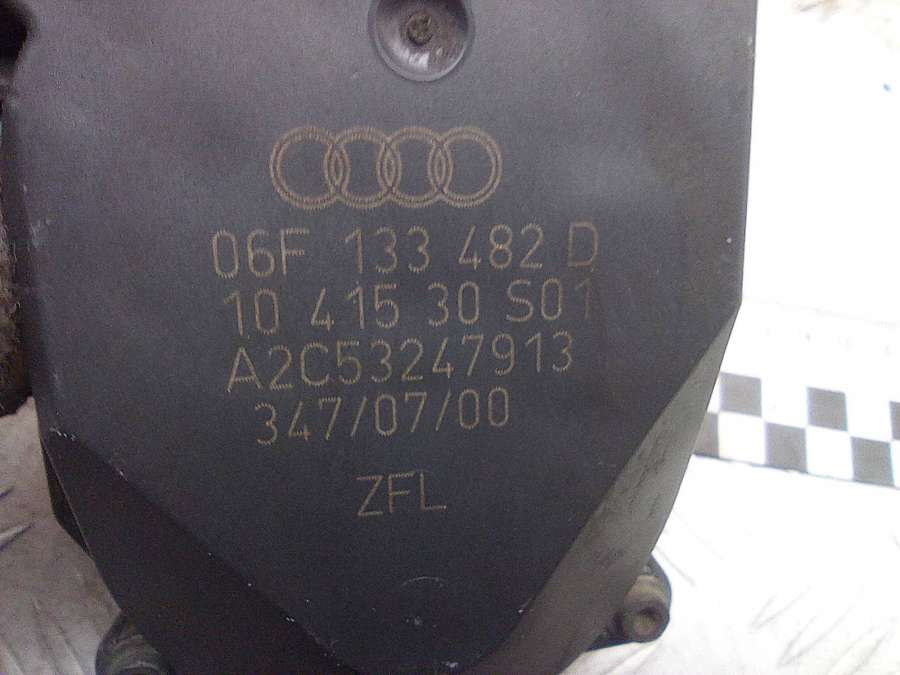 06F 133 482 D
10 415 30 S01
A2C53247913
347/07/00
ZFL